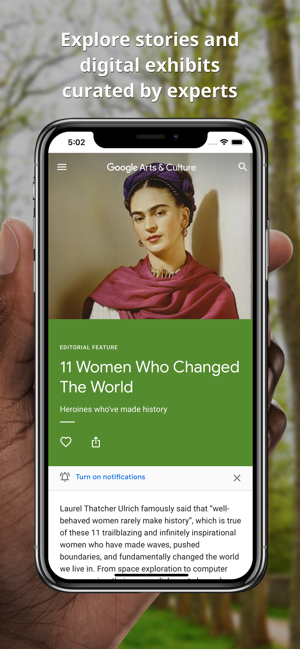 Explore stories and
digital exhibits
curated by experts
5:02
Google Arts & Culture
EDITORIAL FEATURE
11 Women Who Changed
The World
Heroines who've made history
Turn on notifications
Laurel Thatcher Ulrich famously said that “well-
behaved women rarely make history”, which is true
of these 11 trailblazing and infinitely inspirational
women who have made waves, pushed
boundaries, and fundamentally changed the world
we live in. From space exploration to computer